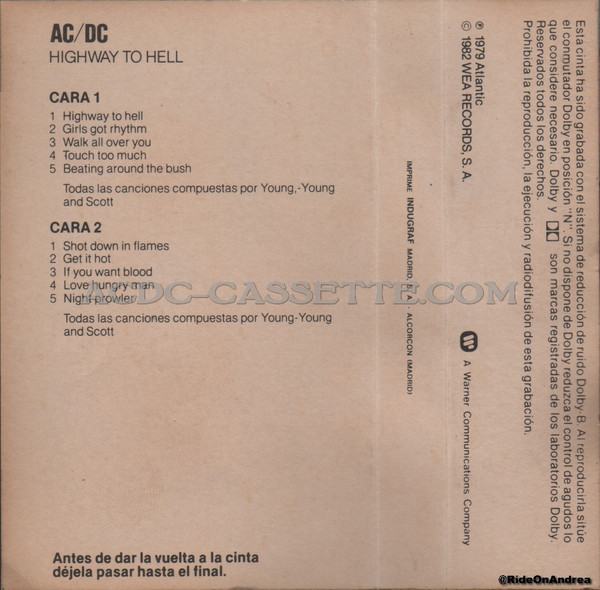 AC/DC
HIGHWAY TO HELL
CARA 1
1 Highway to hell
2 Girls got rhythm
3 Walk all over you
4 Touch too much
5 Beating around the bush
Todas las canciones compuestas por Young,-Young
and Scott
CARA 2
1 Shot down in flames
2 Get it hot
3 If you want blood
4 Love hungry man
5 Night prowler
Todas las canciones compuestas por Young-Young
and Scott
Antes de dar la vuelta a la cinta
déjela pasar hasta el final.
IMPRIME INDUGRAF MADRID, S. A. - ALCORCON (MADRID)
℗ 1979 Atlantic
© 1982 WEA RECORDS, S. A.
A Warner Communications Company
Esta cinta ha sido grabada con el sistema de reducción de ruido Dolby-B. Al reproducirla sitúe
el conmutador Dolby en posición "N". Si no dispone de Dolby reduzca el control de agudos lo
que considere necesario. Dolby y son marcas registradas de los laboratorios Dolby.
Reservados todos los derechos.
Prohibida la reproducción, la ejecución y radiodifusión de esta grabación.
AC-DC-CASSETTE.COM
@RideOnAndrea